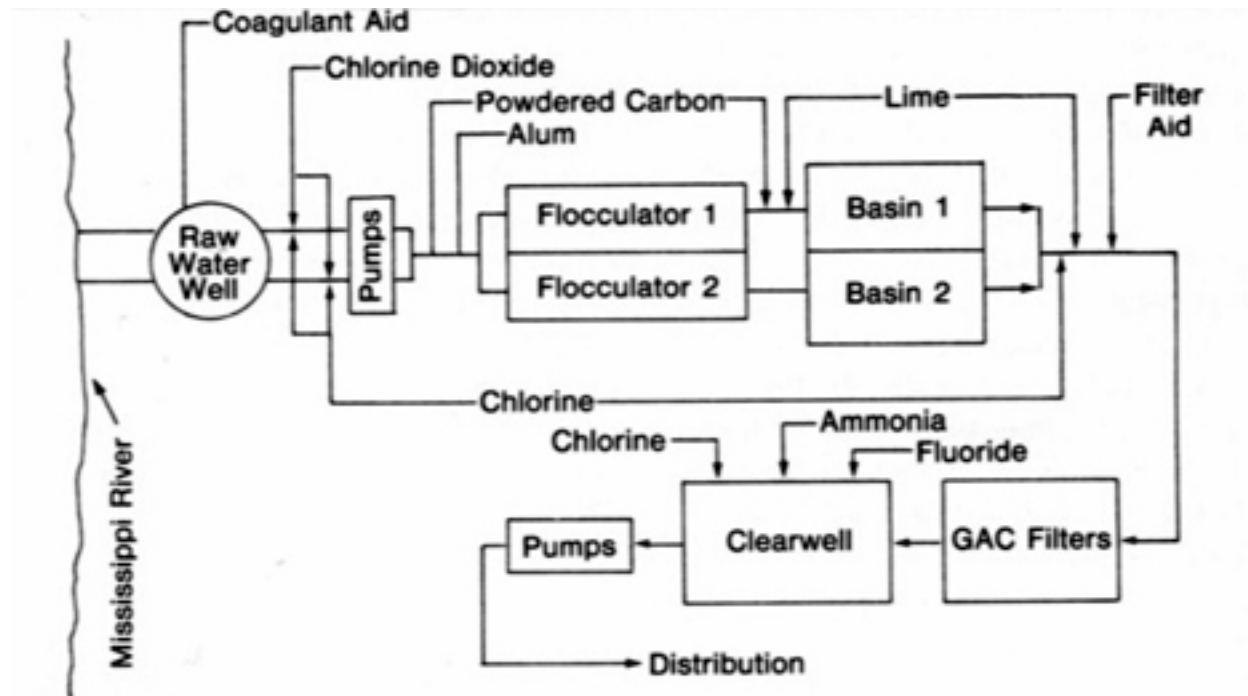 Coagulant Aid
Chlorine Dioxide
Powdered Carbon
Alum
Lime
Filter
Aid
Raw
Water
Well
Pumps
Flocculator 1
Flocculator 2
Basin 1
Basin 2
Chlorine
Mississippi River
Chlorine
Ammonia
Fluoride
Pumps
Clearwell
GAC Filters
Distribution